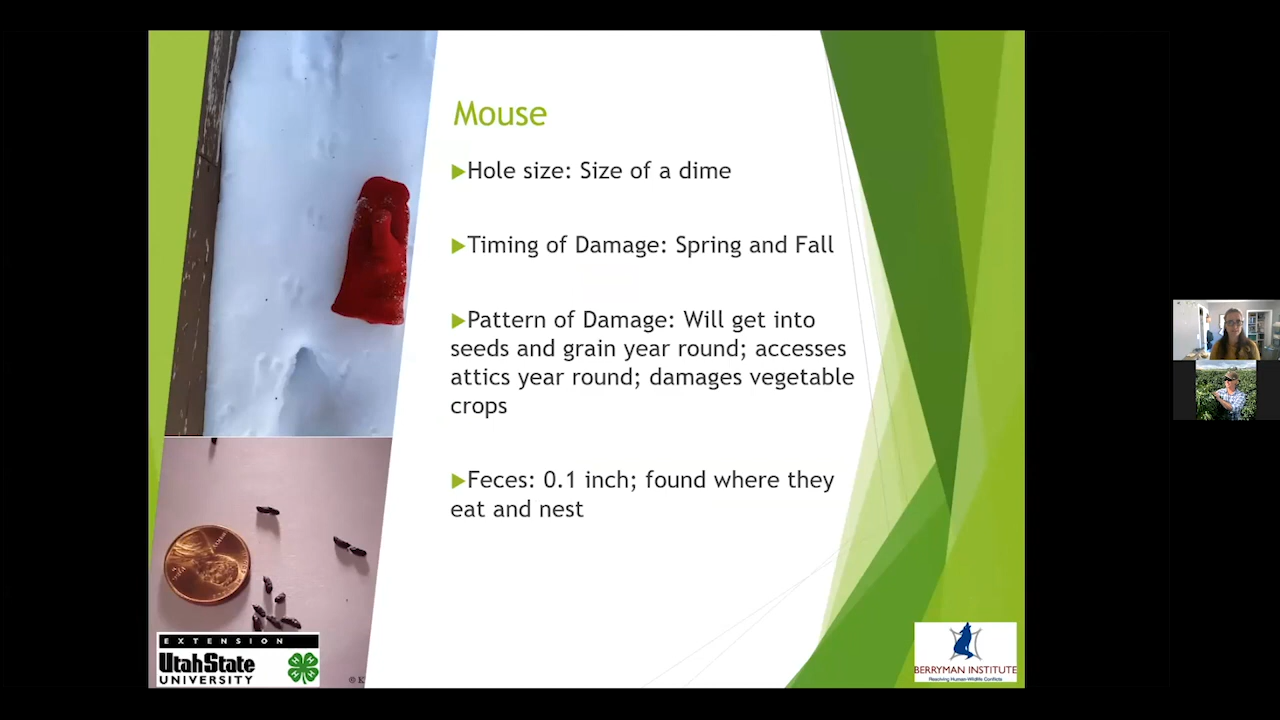 Mouse
Hole size: Size of a dime
Timing of Damage: Spring and Fall
Pattern of Damage: Will get into
seeds and grain year round; accesses
attics year round; damages vegetable
crops
Feces: 0.1 inch; found where they
eat and nest
EXTENSION
UtahState
UNIVERSITY
BERRYMAN INSTITUTE
Resolving Human-Wildlife Conflicts